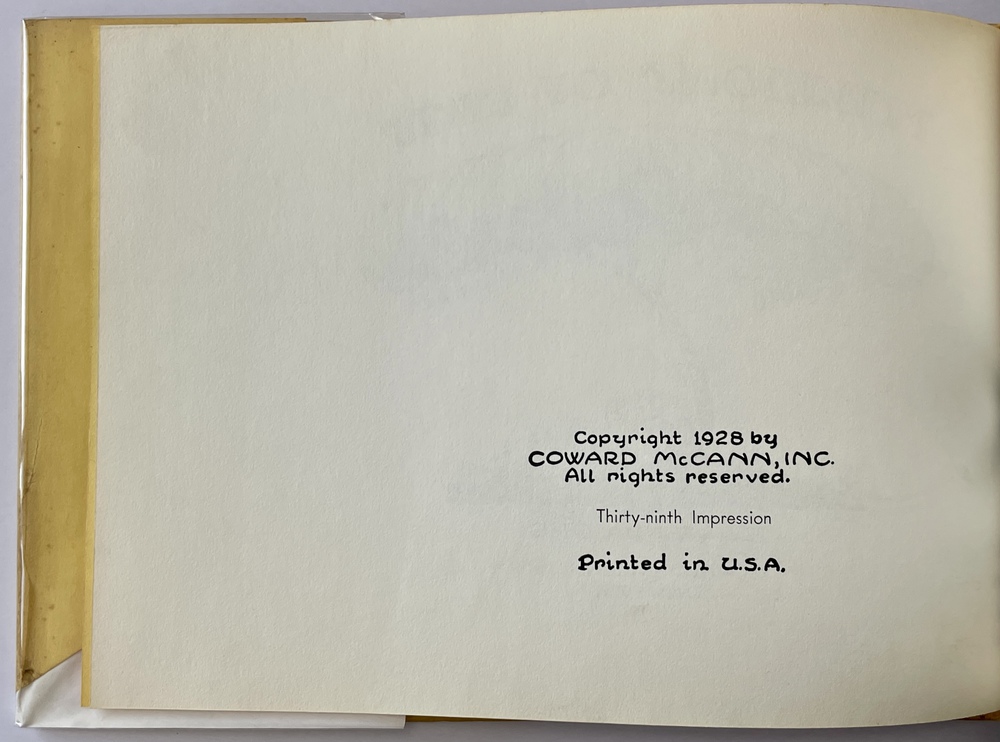 Copyright 1928 by
COWARD McCANN, INC.
All rights reserved.
Thirty-ninth Impression
Printed in U.S.A.